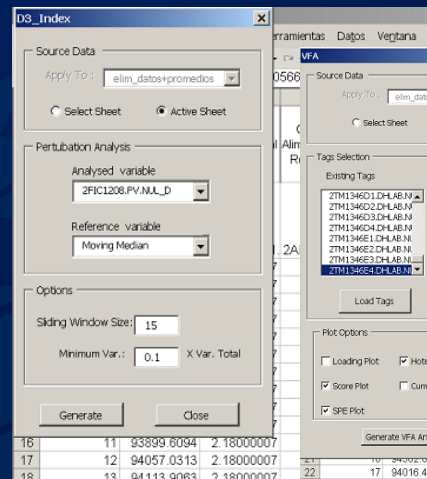 D3_Index
Source Data
Apply To :
elim_datos+promedios
Select Sheet
Active Sheet
Pertubation Analysis
Analysed variable
2FIC1208.PV.NUL_D
Reference variable
Moving Median
Options
Sliding Window Size:
15
Minimum Var.:
0.1
X Var. Total
Generate
Close
16 11 93899.6094 2.18000007
17 12 94057.0313 2.18000007
18 13 94113.9063 2.18000007
Datos Ventana
VFA
Source Data
Apply To :
Select Sheet
Tags Selection
Existing Tags
2TM1346D1.DHLAB.N
2TM1346D2.DHLAB.N
2TM1346D3.DHLAB.N
2TM1346D4.DHLAB.N
2TM1346E1.DHLAB.N
2TM1346E2.DHLAB.N
2TM1346E3.DHLAB.N
2TM1346E4.DHLAB.N
Load Tags
Plot Options
Loading Plot
Score Plot
SPE Plot
Generate VFA
22 17 94016.4